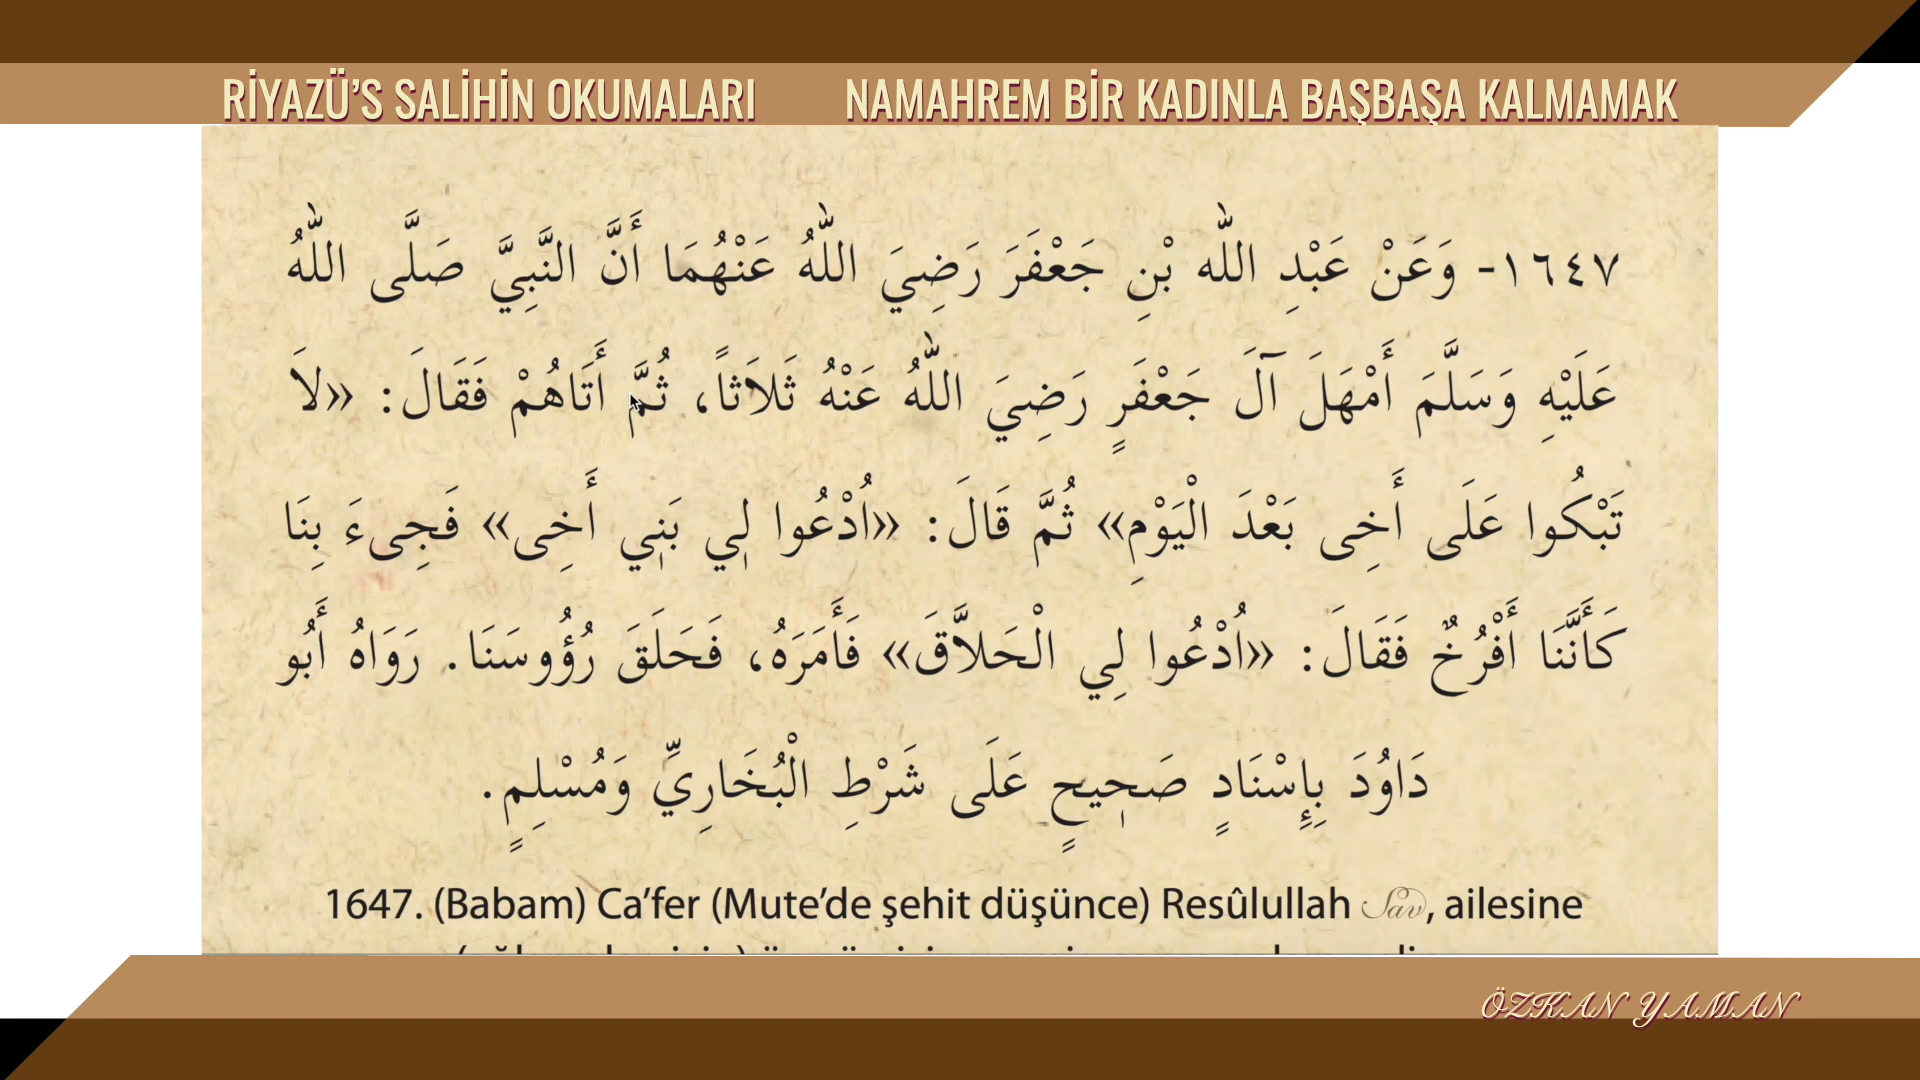 RİYAZÜ’S SALİHİN OKUMALARI
NAMAHREM BİR KADINLA BAŞBAŞA KALMAMAK
١٦٤٧- وَعَنْ عَبْدِ اللّٰه بْنِ جَعْفَرَ رَضِيَ اللّٰهُ عَنْهُمَا أَنَّ النَّبِيَّ صَلَّى اللّٰهُ
عَلَيْهِ وَسَلَّمَ أَمْهَلَ آلَ جَعْفَرٍ رَضِيَ اللّٰهُ عَنْهُ ثَلاَثاً، ثُمَّ أَتَاهُمْ فَقَالَ: «لاَ
تَبْكُوا عَلَى أَخِى بَعْدَ الْيَوْمِ» ثُمَّ قَالَ: «اُدْعُوا لِي بَنِي أَخِى» فَجِىءَ بِنَا
كَأَنَّنَا أَفْرُخٌ فَقَالَ: «اُدْعُوا لِي الْحَلاَّقَ» فَأَمَرَهُ، فَحَلَقَ رُؤُوسَنَا. رَوَاهُ أَبُو
دَاوُدَ بِإِسْنَادٍ صَحِيحٍ عَلَى شَرْطِ الْبُخَارِيِّ وَمُسْلِمٍ.
1647. (Babam) Ca’fer (Mute’de şehit düşünce) Resûlullah Sav, ailesine
ÖZKAN YAMAN